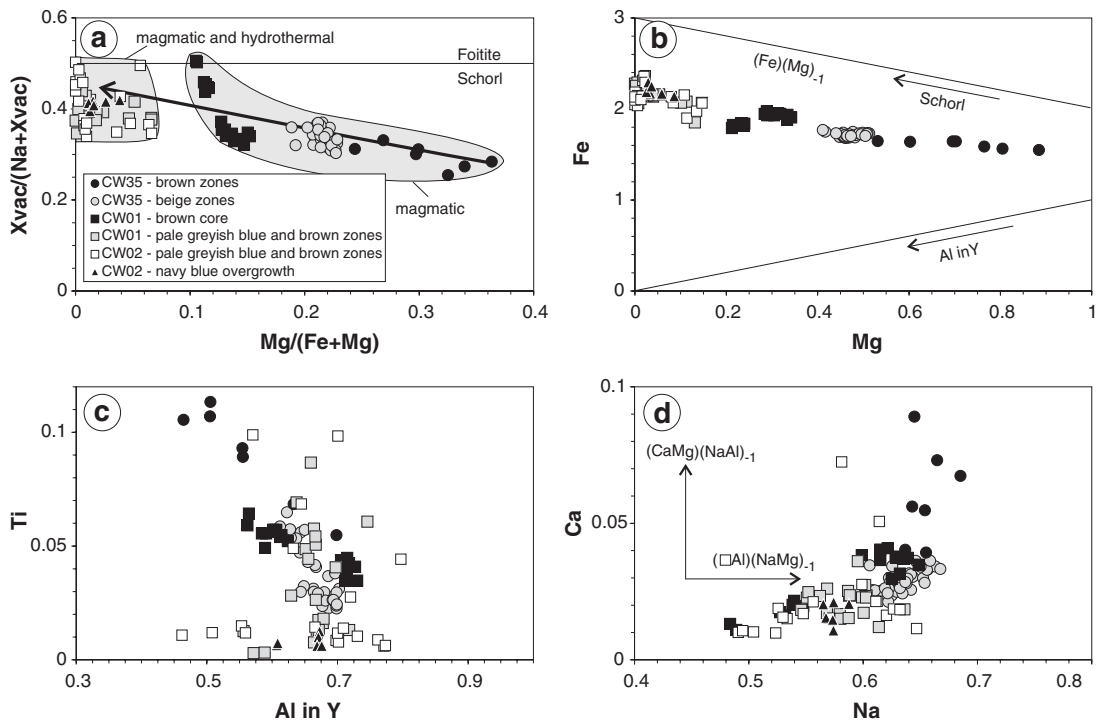 a
magmatic and hydrothermal
Foitite
Schorl
magmatic
CW35 - brown zones
CW35 - beige zones
CW01 - brown core
CW01 - pale greyish blue and brown zones
CW02 - pale greyish blue and brown zones
CW02 - navy blue overgrowth
Xvac/(Na+Xvac)
0.6
0.4
0.2
0
0 0.1 0.2 0.3 0.4
Mg/(Fe+Mg)
b
(Fe)(Mg)-1
Schorl
Al inY
Fe
3
2
1
0
0 0.2 0.4 0.6 0.8 1
Mg
c
Ti
0.1
0.05
0
0.3 0.5 0.7 0.9
Al in Y
d
(CaMg)(NaAl)-1
(□Al)(NaMg)-1
Ca
0.1
0.05
0
0.4 0.5 0.6 0.7 0.8
Na